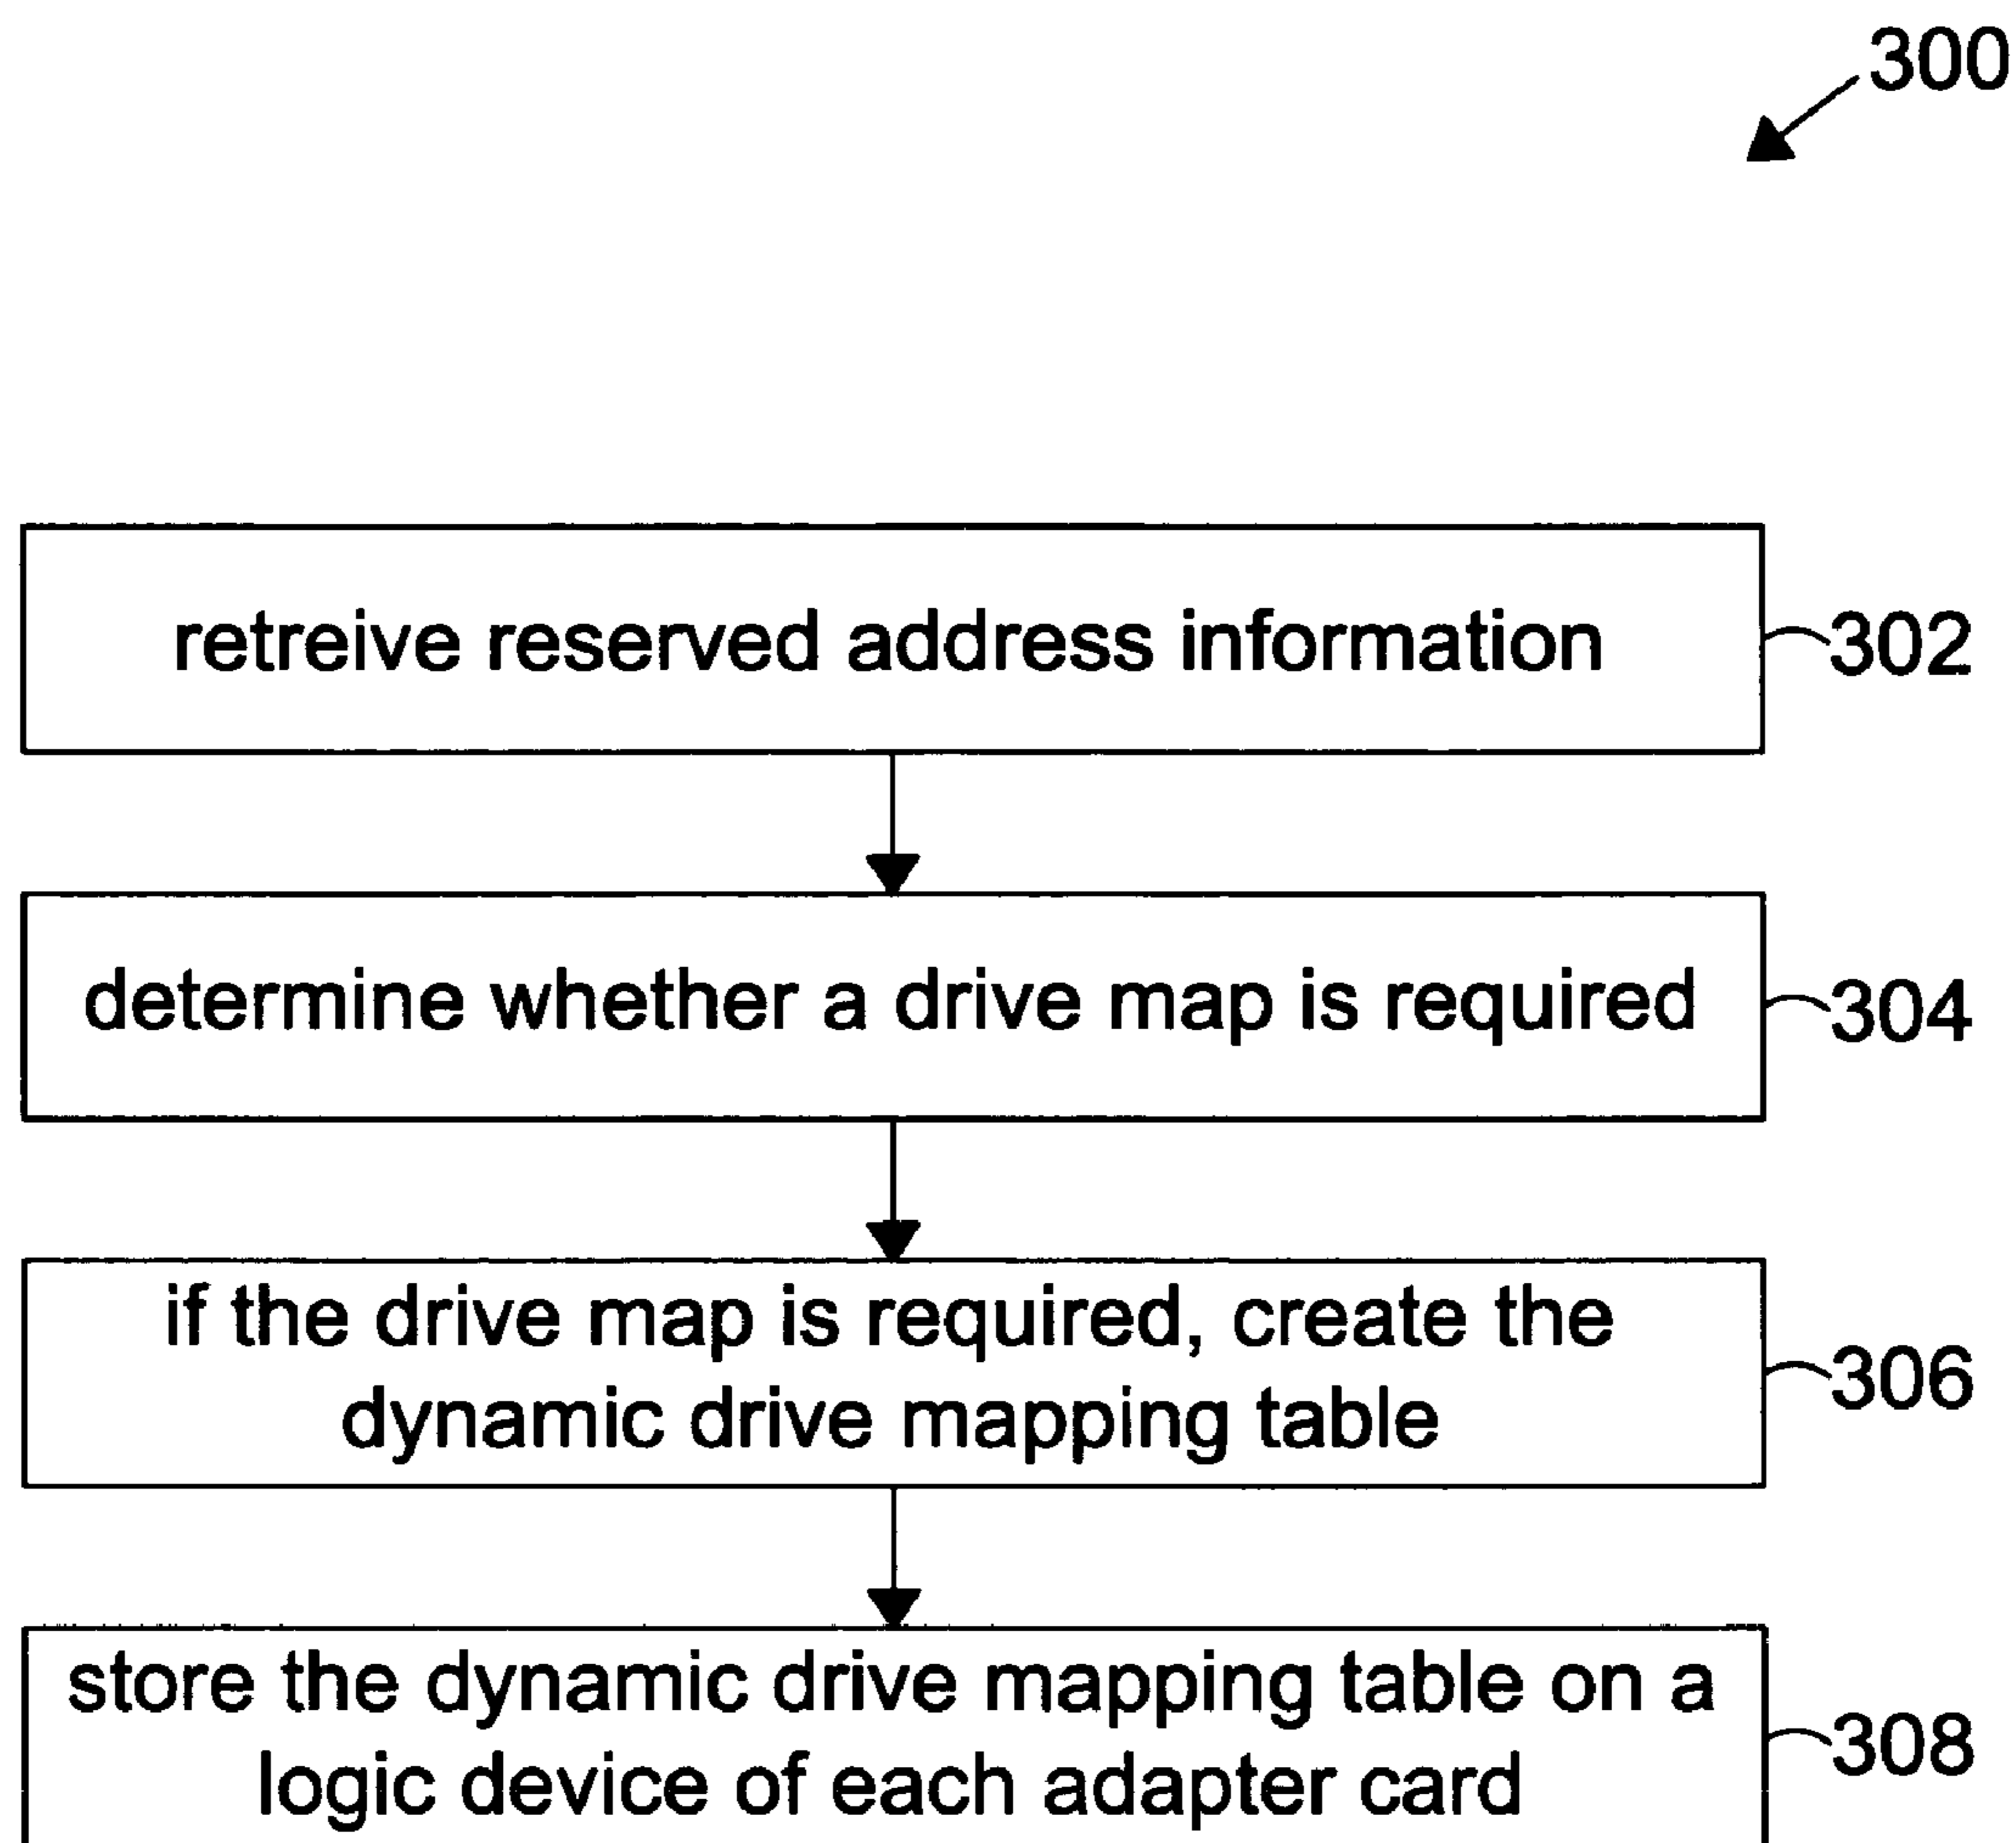 300
retreive reserved address information
302
determine whether a drive map is required
304
if the drive map is required, create the
dynamic drive mapping table
306
store the dynamic drive mapping table on a
logic device of each adapter card
308